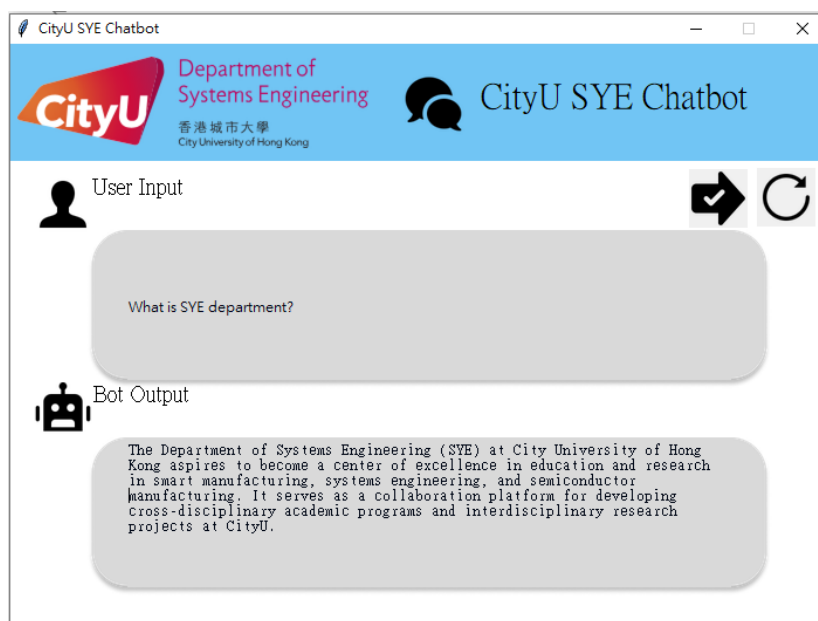 CityU SYE Chatbot
CityU
Department of
Systems Engineering
香港城市大學
City University of Hong Kong
CityU SYE Chatbot
User Input
What is SYE department?
Bot Output
The Department of Systems Engineering (SYE) at City University of Hong
Kong aspires to become a center of excellence in education and research
in smart manufacturing, systems engineering, and semiconductor
manufacturing. It serves as a collaboration platform for developing
cross-disciplinary academic programs and interdisciplinary research
projects at CityU.